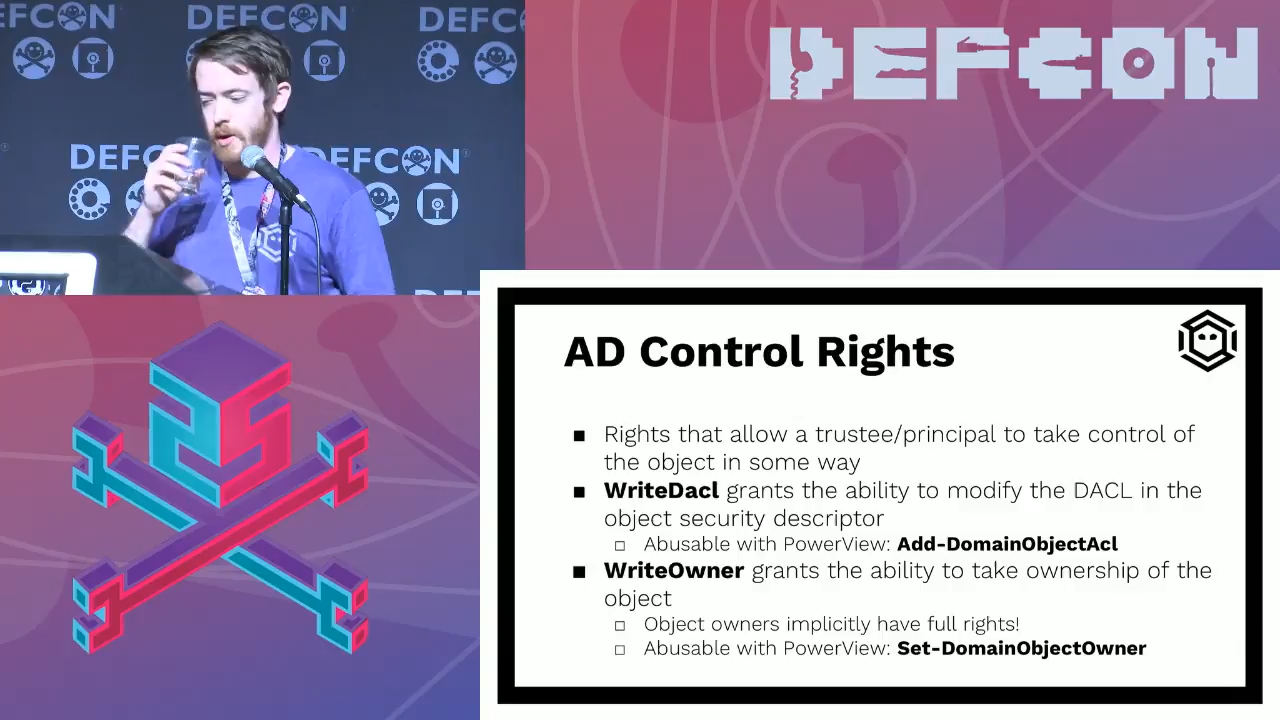 DEFCON
DEFCON
DEFCON
DEFCON
DEFCON
DEFCON
AD Control Rights
■ Rights that allow a trustee/principal to take control of
the object in some way
■ WriteDacl grants the ability to modify the DACL in the
object security descriptor
□ Abusable with PowerView: Add-DomainObjectAcl
■ WriteOwner grants the ability to take ownership of the
object
□ Object owners implicitly have full rights!
□ Abusable with PowerView: Set-DomainObjectOwner